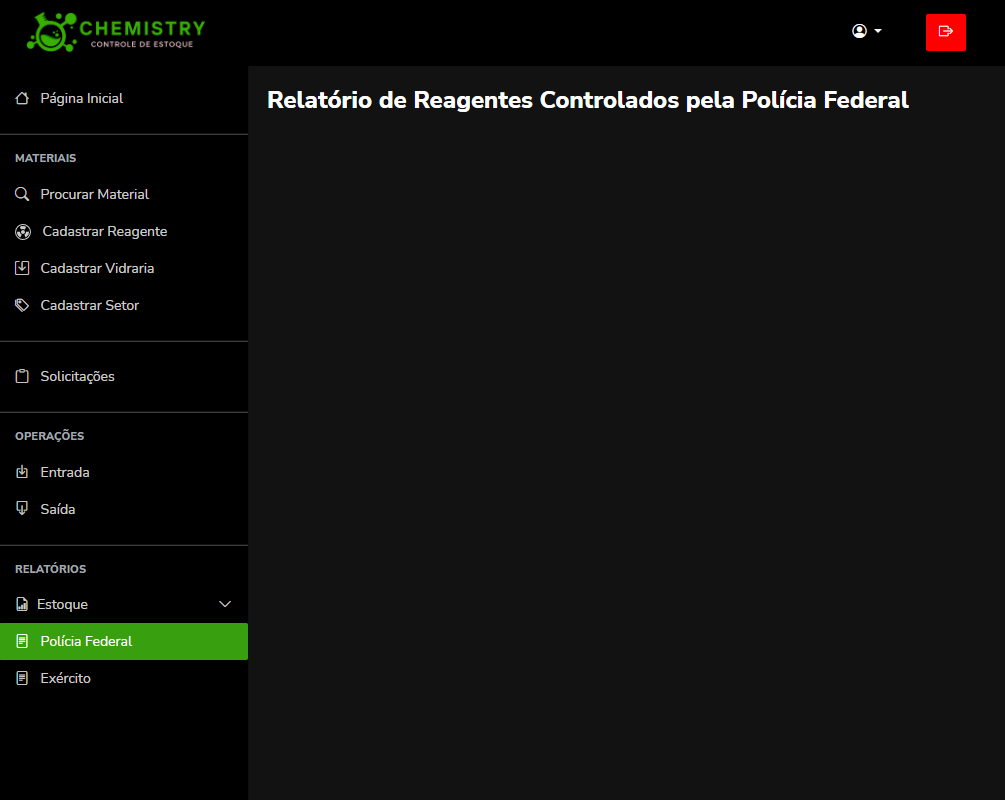 CHEMISTRY
CONTROLE DE ESTOQUE
Página Inicial
MATERIAIS
Procurar Material
Cadastrar Reagente
Cadastrar Vidraria
Cadastrar Setor
Solicitações
OPERAÇÕES
Entrada
Saída
RELATÓRIOS
Estoque
Polícia Federal
Exército
Relatório de Reagentes Controlados pela Polícia Federal